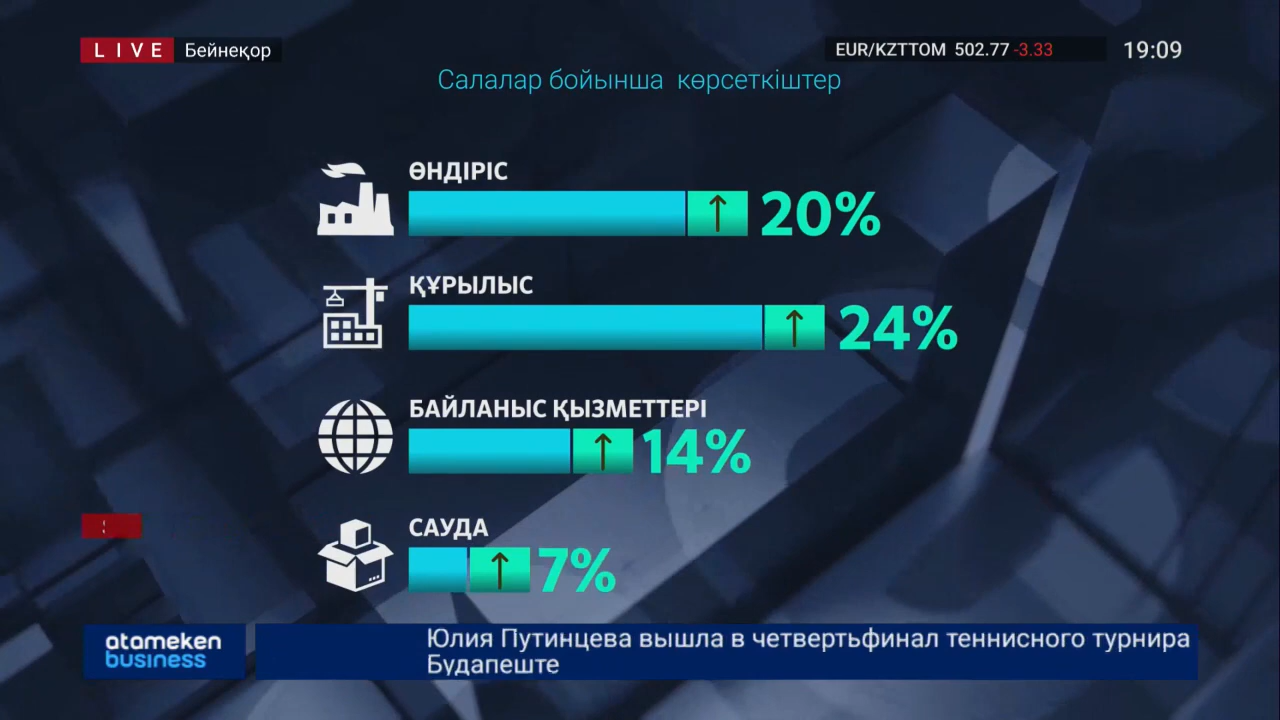 LIVE Бейнеқор
EUR/KZTTOM 502.77 -3.33
19:09
Салалар бойынша көрсеткіштер
ӨНДІРІС
20%
ҚҰРЫЛЫС
24%
БАЙЛАНЫС ҚЫЗМЕТТЕРІ
14%
САУДА
7%
atameken
business
Юлия Путинцева вышла в четвертьфинал теннисного турнира
Будапеште